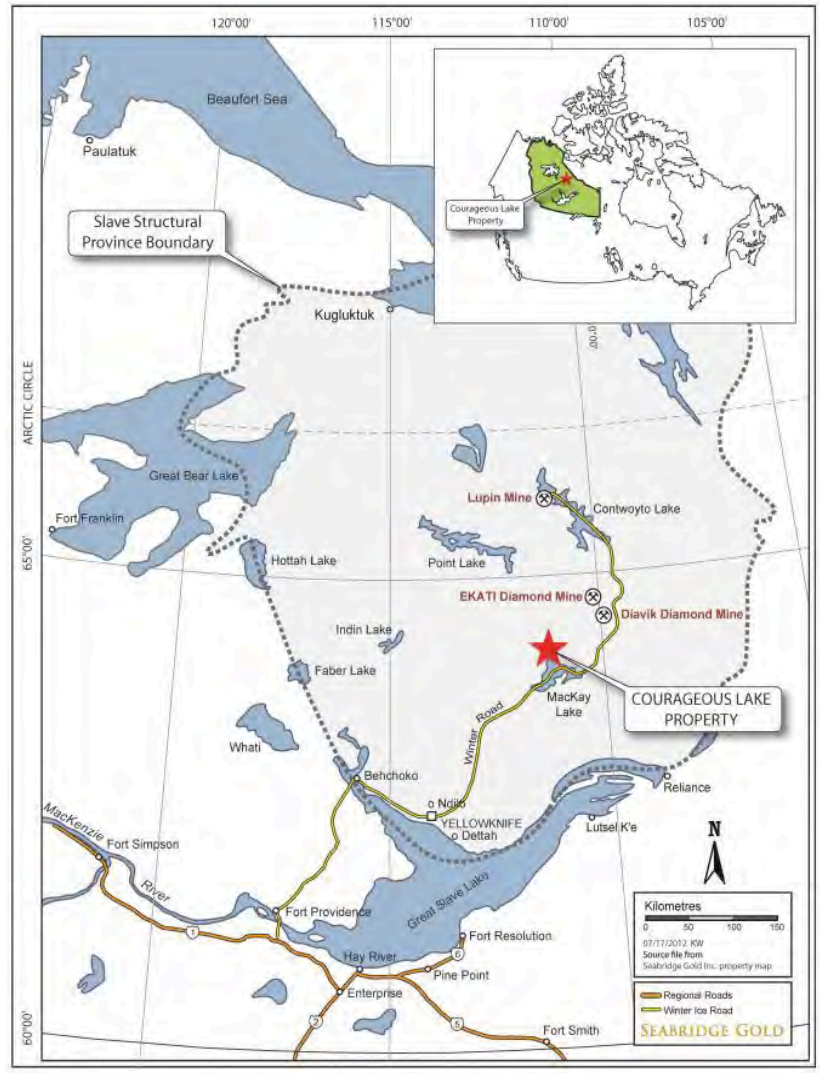 120°00'
115°00'
110°00'
105°00'
Beaufort Sea
Paulatuk
Slave Structural
Province Boundary
Courageous Lake
Property
Kugluktuk
ARCTIC CIRCLE
Great Bear Lake
Lupin Mine
Contwoyto Lake
Fort Franklin
65°00'
Hottah Lake
Point Lake
EKATI Diamond Mine
Diavik Diamond Mine
Indin Lake
Faber Lake
MacKay
Lake
COURAGEOUS LAKE
PROPERTY
Winter Road
Whati
Behchoko
Reliance
Ndilo
YELLOWKNIFE
Dettah
Lutsel K'e
MacKenzie
River
Fort Simpson
N
Great Slave Lake
Fort Providence
1
Fort Resolution
Hay River
6
Pine Point
Enterprise
2
5
Fort Smith
60°00'
Kilometres
0 50 100 150
07/17/2012 KW
Source file from
Seabridge Gold Inc. property map
Regional Roads
Winter Ice Road
SEABRIDGE GOLD